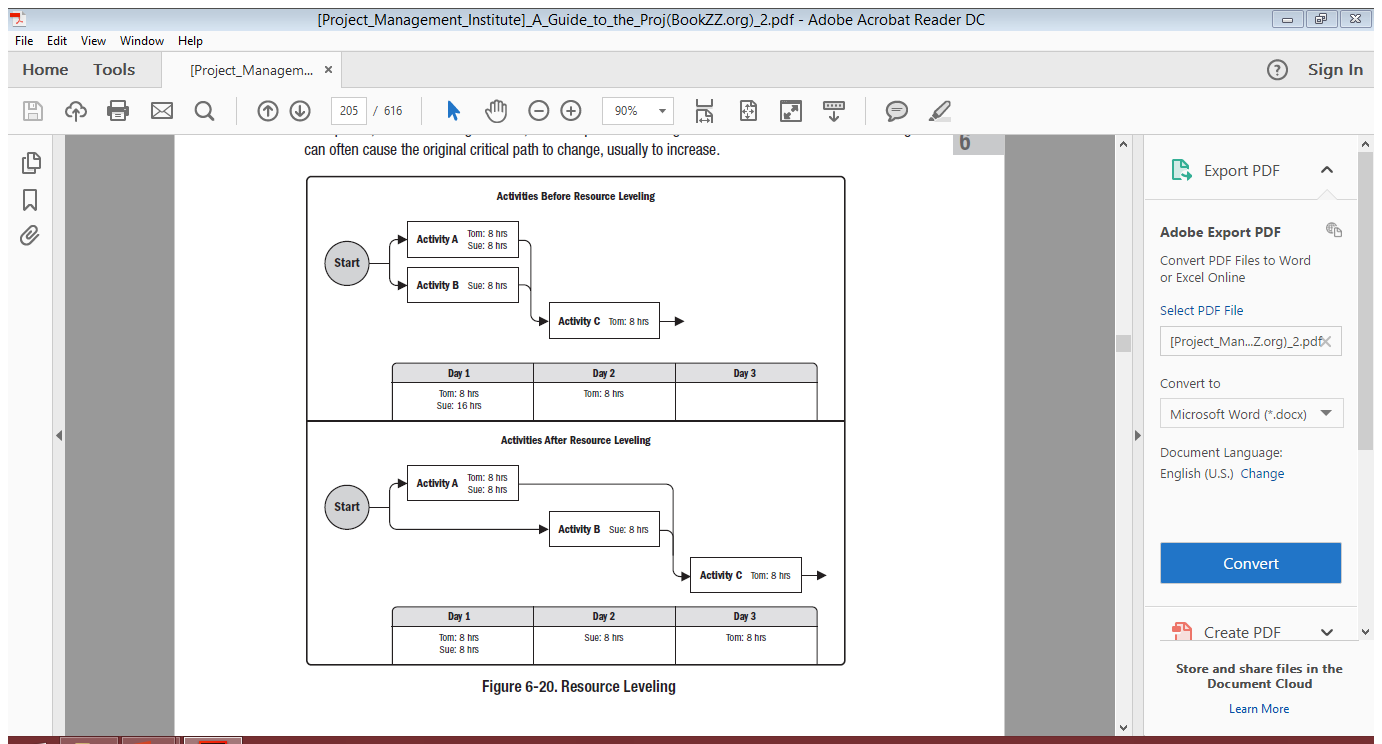 [Project_Management_Institute]_A_Guide_to_the_Proj(BookZZ.org)_2.pdf - Adobe Acrobat Reader DC
File Edit View Window Help
Home Tools [Project_Managem... × ? Sign In
205 / 616 90%
can often cause the original critical path to change, usually to increase.
6
Activities Before Resource Leveling
Start
Activity A Tom: 8 hrs
Sue: 8 hrs
Activity B Sue: 8 hrs
Activity C Tom: 8 hrs
Day 1 Day 2 Day 3
Tom: 8 hrs Tom: 8 hrs
Sue: 16 hrs
Activities After Resource Leveling
Start
Activity A Tom: 8 hrs
Sue: 8 hrs
Activity B Sue: 8 hrs
Activity C Tom: 8 hrs
Day 1 Day 2 Day 3
Tom: 8 hrs Sue: 8 hrs Tom: 8 hrs
Sue: 8 hrs
Figure 6-20. Resource Leveling
Export PDF
Adobe Export PDF
Convert PDF Files to Word
or Excel Online
Select PDF File
[Project_Man...Z.org)_2.pdf
Convert to
Microsoft Word (*.docx)
Document Language:
English (U.S.) Change
Convert
Create PDF
Store and share files in the
Document Cloud
Learn More